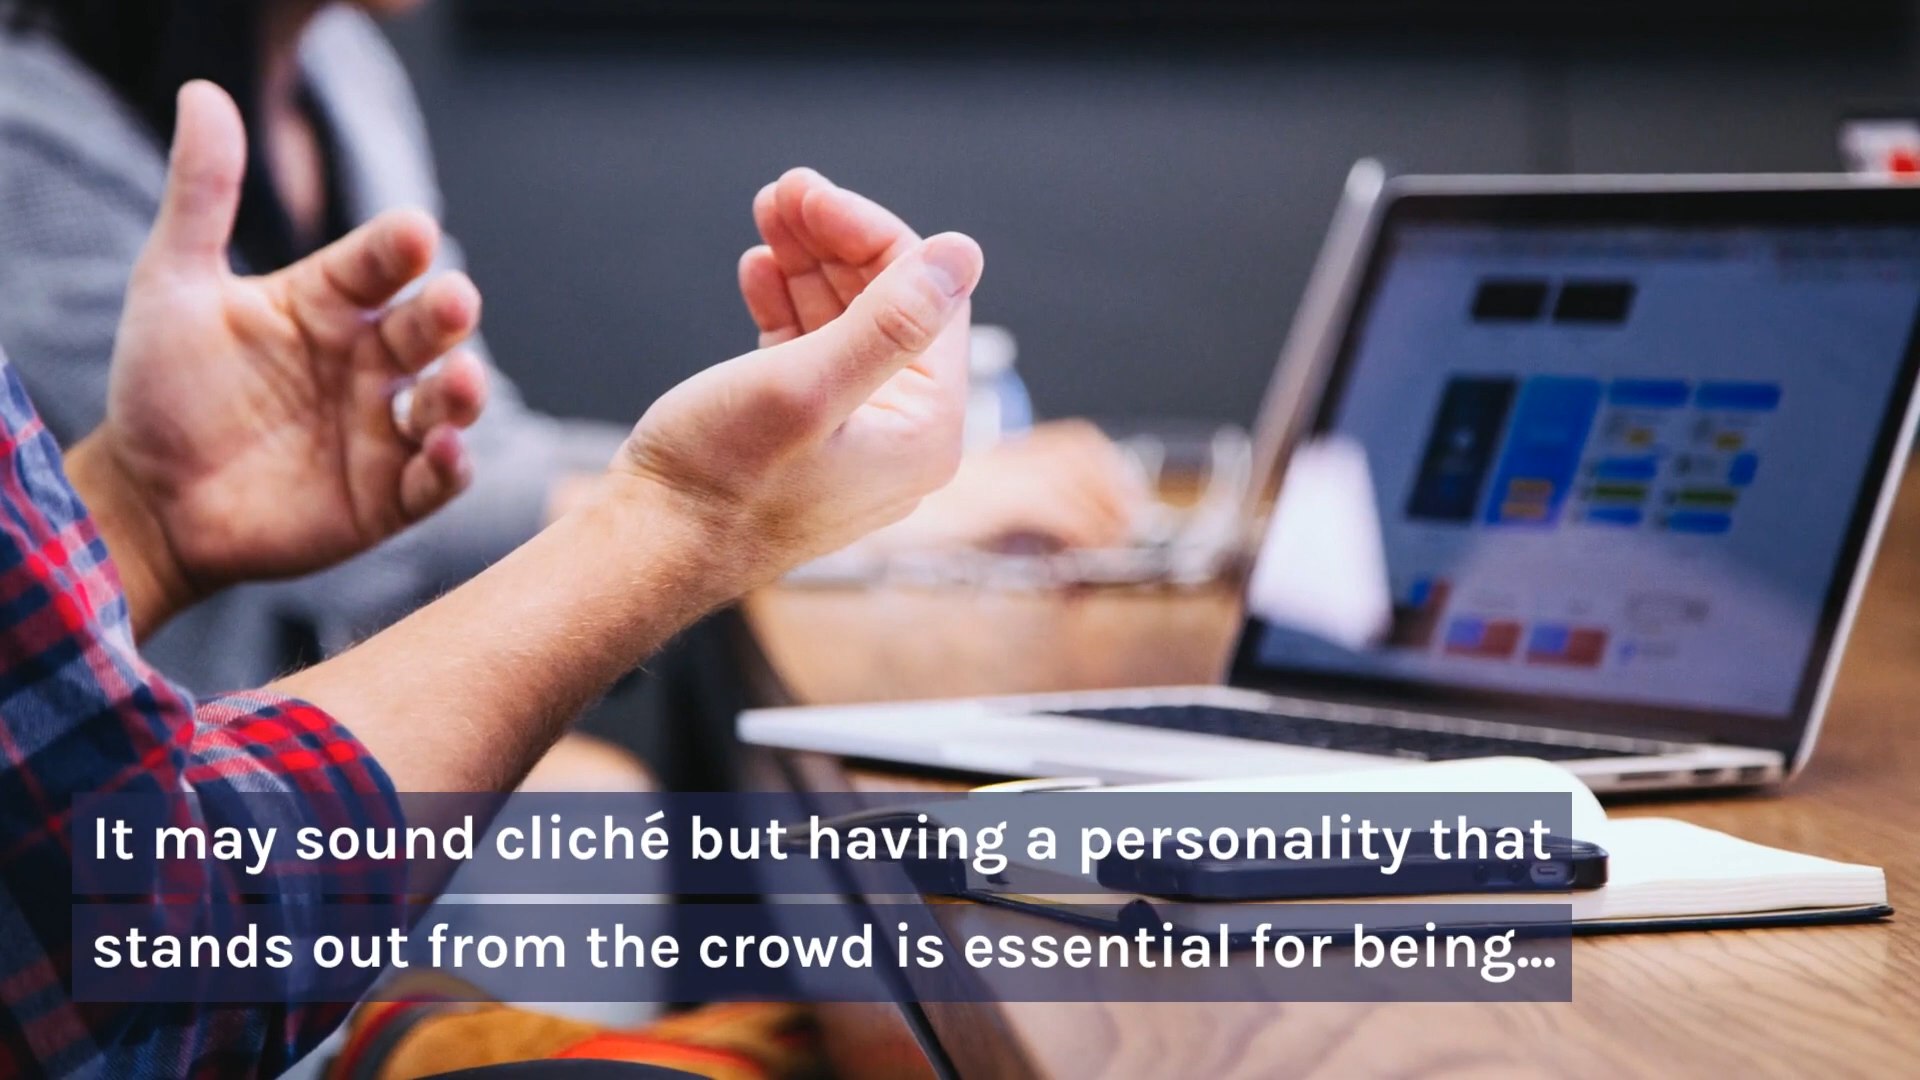 It may sound cliché but having a personality that
stands out from the crowd is essential for being...